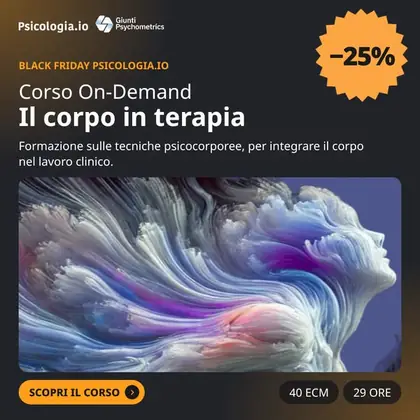 Psicologia.io
Giunti
Psychometrics
−25%
BLACK FRIDAY PSICOLOGIA.IO
Corso On-Demand
Il corpo in terapia
Formazione sulle tecniche psicocorporee, per integrare il corpo
nel lavoro clinico.
SCOPRI IL CORSO
40 ECM
29 ORE